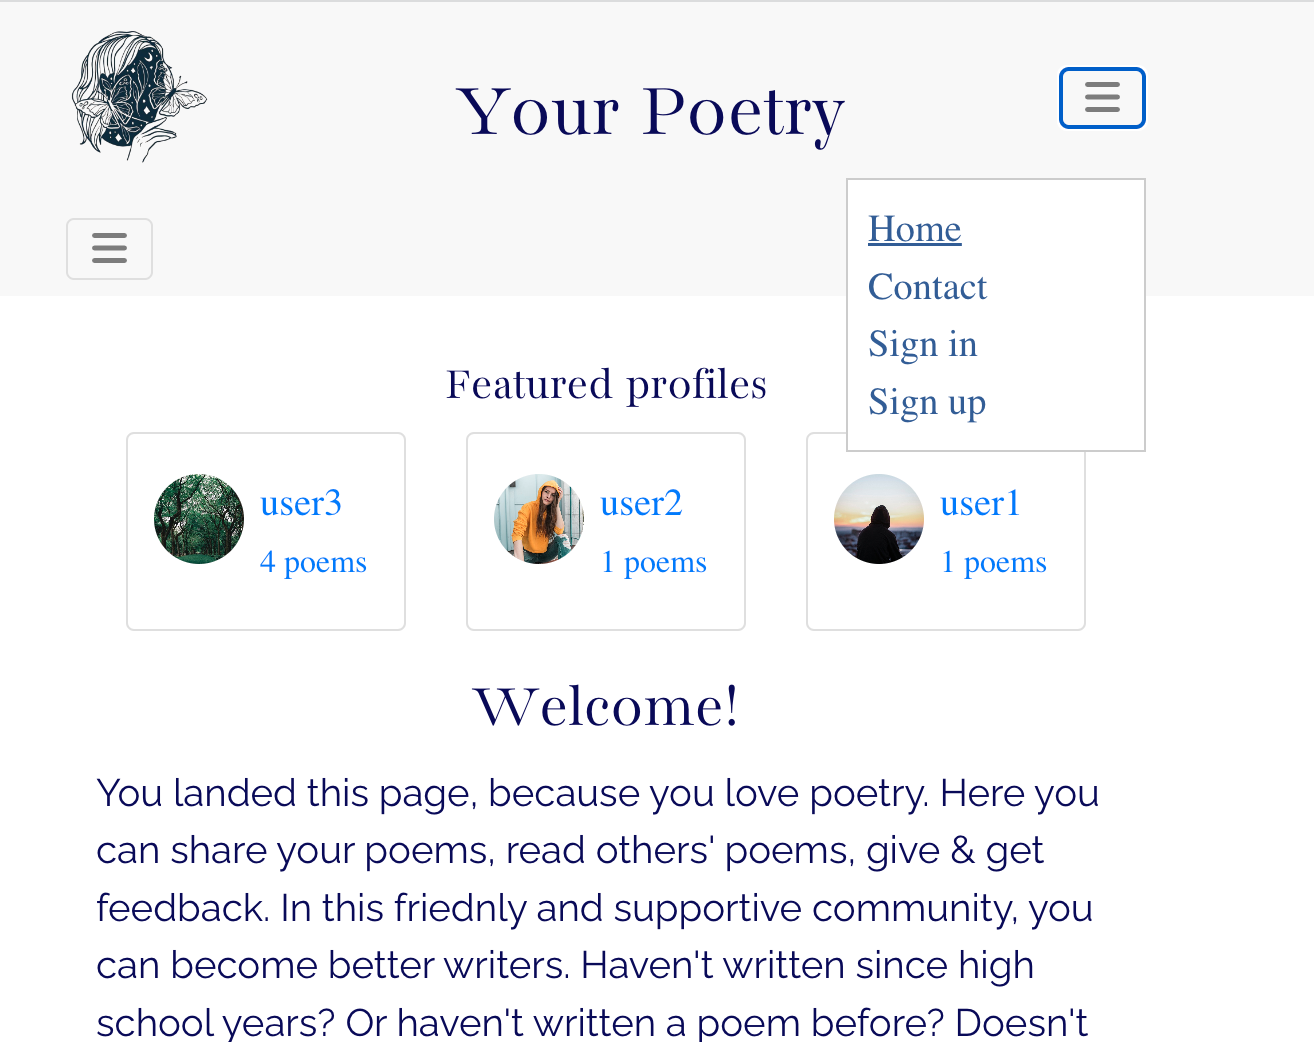 Your Poetry
Home
Contact
Sign in
Sign up
Featured profiles
user3
4 poems
user2
1 poems
user1
1 poems
Welcome!
You landed this page, because you love poetry. Here you
can share your poems, read others' poems, give & get
feedback. In this friednly and supportive community, you
can become better writers. Haven't written since high
school years? Or haven't written a poem before? Doesn't